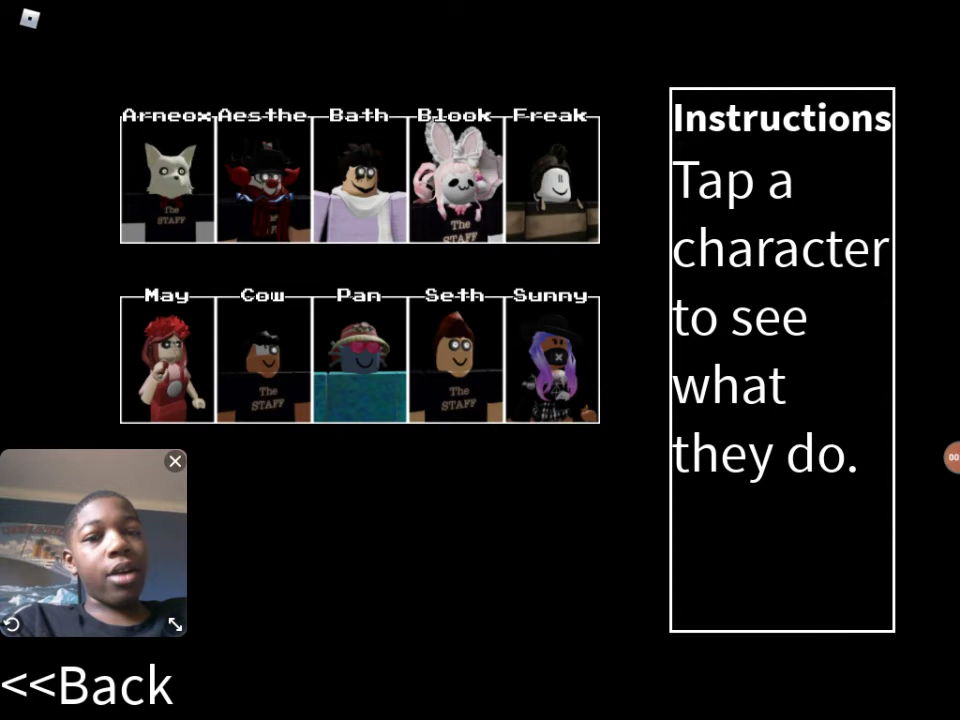 Arneox Aesthe Bath Blook Freak
The
STAFF
The
STAFF
May Cow Pan Seth Sunny
The
STAFF
The
STAFF
Instructions
Tap a
character
to see
what
they do.
00
<<Back